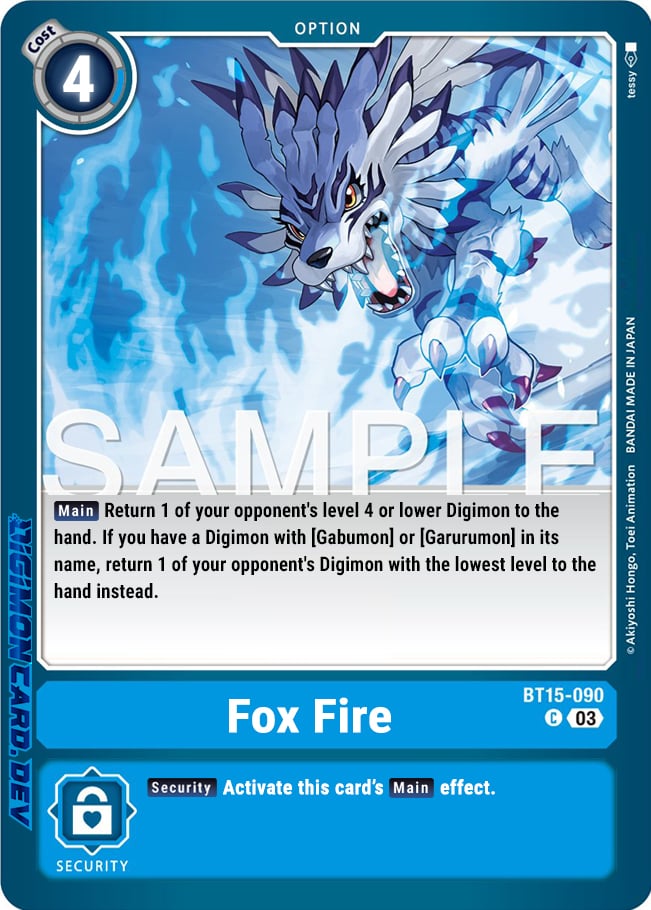 OPTION
Cost
4
tessy
SAMPLE
Main Return 1 of your opponent's level 4 or lower Digimon to the
hand. If you have a Digimon with [Gabumon] or [Garurumon] in its
name, return 1 of your opponent's Digimon with the lowest level to the
hand instead.
©Akiyoshi Hongo, Toei Animation BANDAI MADE IN JAPAN
DIGIMONCARD.DEV
Fox Fire
BT15-090
C 03
Security Activate this card's Main effect.
SECURITY